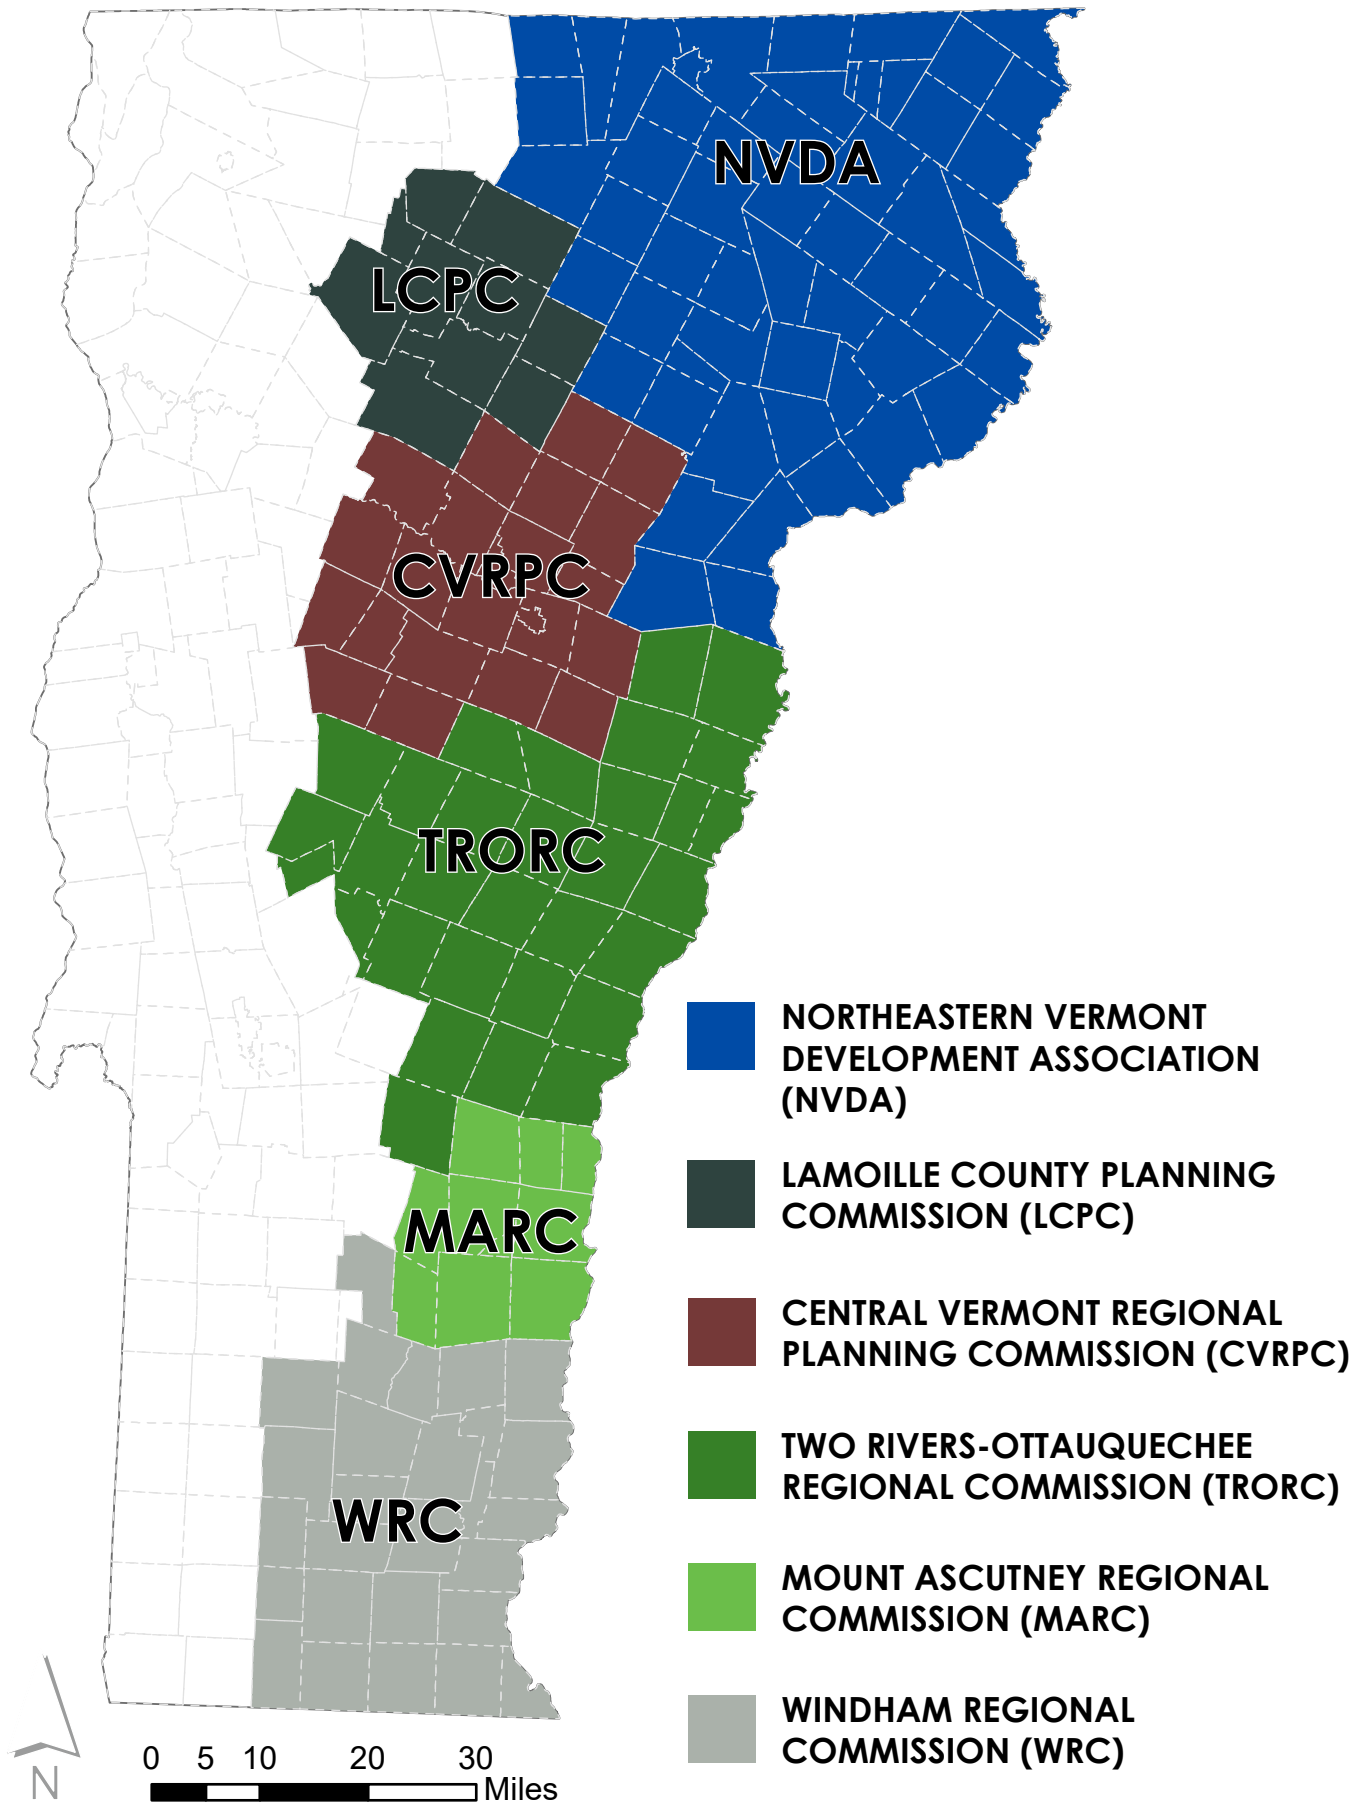 NVDA
LCPC
CVRPC
TRORC
MARC
WRC
NORTHEASTERN VERMONT
DEVELOPMENT ASSOCIATION
(NVDA)
LAMOILLE COUNTY PLANNING
COMMISSION (LCPC)
CENTRAL VERMONT REGIONAL
PLANNING COMMISSION (CVRPC)
TWO RIVERS-OTTAUQUECHEE
REGIONAL COMMISSION (TRORC)
MOUNT ASCUTNEY REGIONAL
COMMISSION (MARC)
WINDHAM REGIONAL
COMMISSION (WRC)
N
0 5 10 20 30
Miles